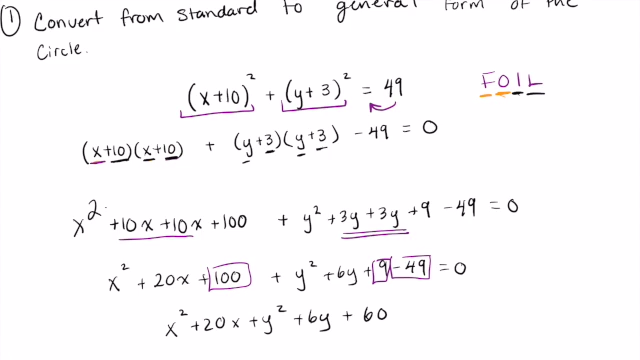 ① Convert from standard to general form of the
Circle.
(x+10)² + (y+3)² = 49
FOIL
(x+10)(x+10) + (y+3)(y+3) - 49 = 0
x² +10x+10x+100 + y² +3y+3y+9 -49 = 0
x² + 20x +100 + y² +6y+9-49 = 0
x² +20x +y² +6y + 60